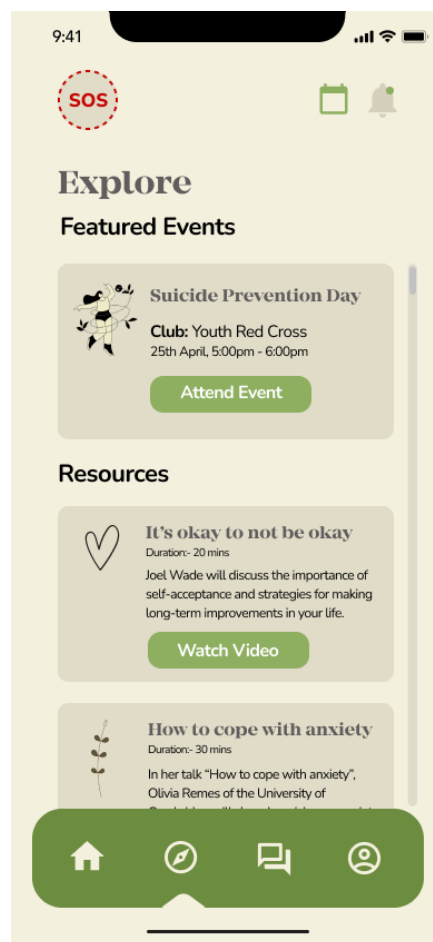 9:41
SOS
Explore
Featured Events
Suicide Prevention Day
Club: Youth Red Cross
25th April, 5:00pm - 6:00pm
Attend Event
Resources
It's okay to not be okay
Duration:- 20 mins
Joel Wade will discuss the importance of
self-acceptance and strategies for making
long-term improvements in your life.
Watch Video
How to cope with anxiety
Duration:- 30 mins
In her talk “How to cope with anxiety”,
Olivia Remes of the University of